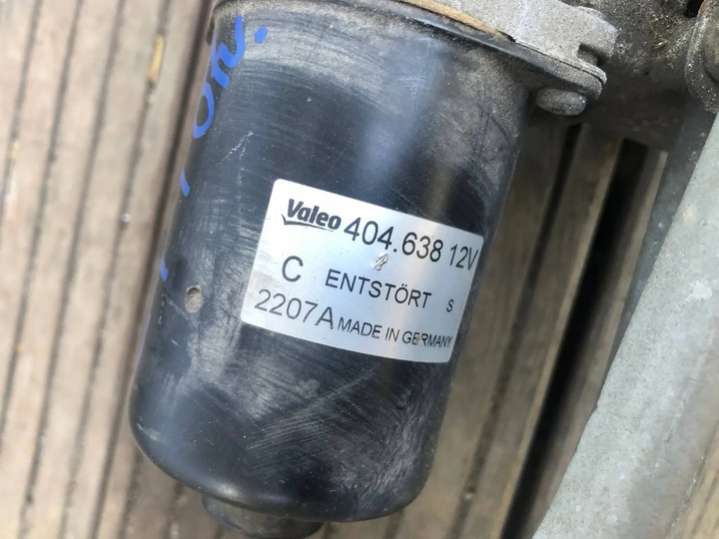 Valeo 404.638 12V
C ENTSTÖRT S
2207A MADE IN GERMANY